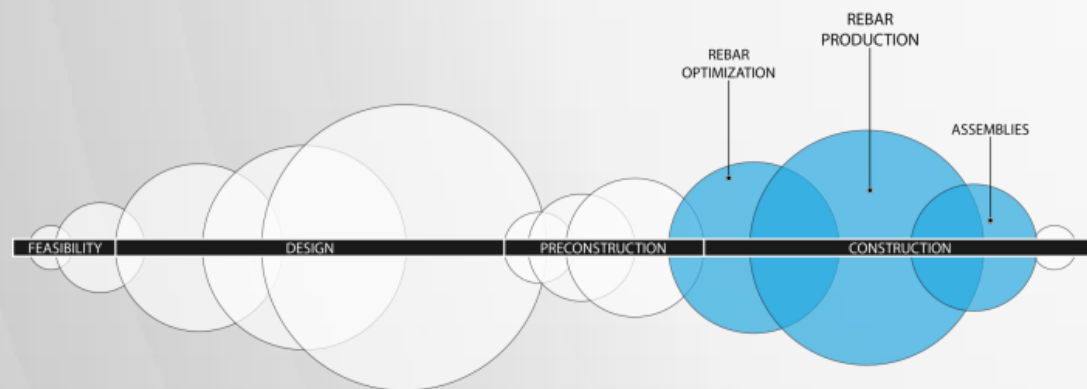 REBAR
PRODUCTION
REBAR
OPTIMIZATION
ASSEMBLIES
FEASIBILITY
DESIGN
PRECONSTRUCTION
CONSTRUCTION